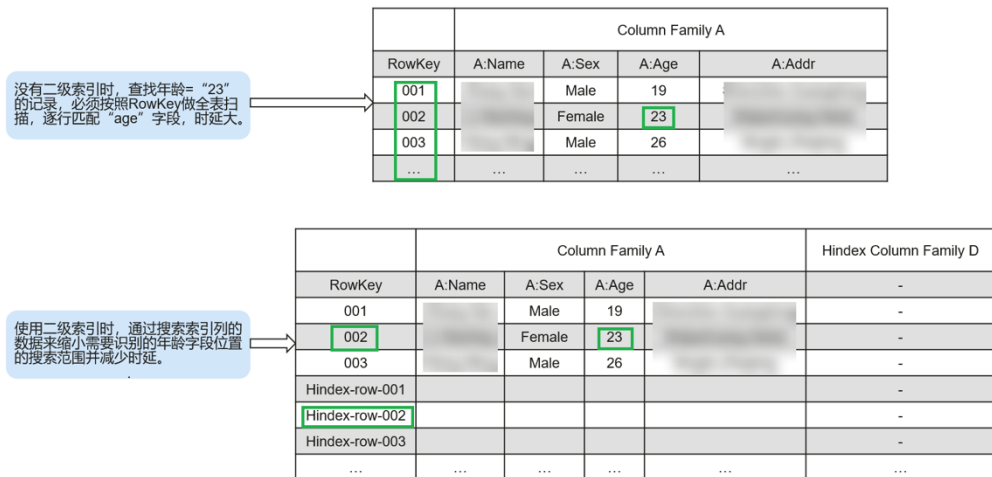 Column Family A
RowKey A:Name A:Sex A:Age A:Addr
没有二级索引时，查找年龄=“23”
的记录，必须按照RowKey做全表扫
描，逐行匹配“age”字段，时延大。
001 Male 19
002 Female 23
003 Male 26
... ... ... ... ...
Column Family A Hindex Column Family D
RowKey A:Name A:Sex A:Age A:Addr -
使用二级索引时，通过搜索索引列的
数据来缩小需要识别的年龄字段位置
的搜索范围并减少时延。
.
001 Male 19 -
002 Female 23 -
003 Male 26 -
Hindex-row-001 -
Hindex-row-002 -
Hindex-row-003 -
... ... ... ... ... ...